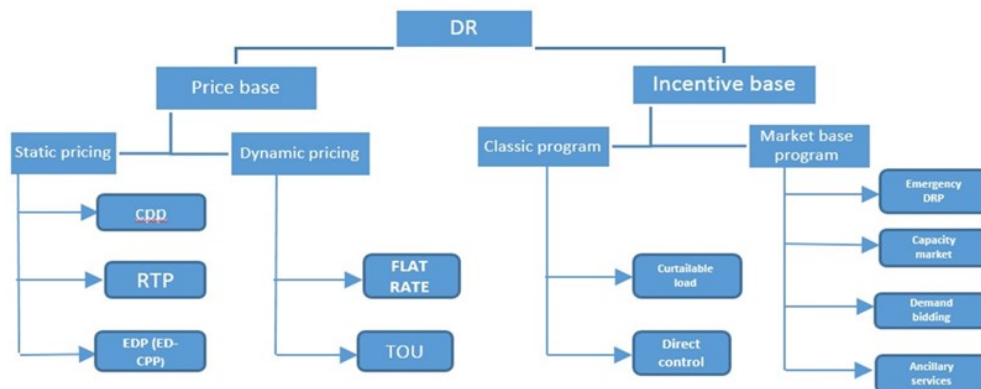 DR
Price base
Incentive base
Static pricing
Dynamic pricing
Classic program
Market base
program
cpp
RTP
EDP (ED-
CPP)
FLAT
RATE
TOU
Curtailable
load
Direct
control
Emergency
DRP
Capacity
market
Demand
bidding
Ancillary
services